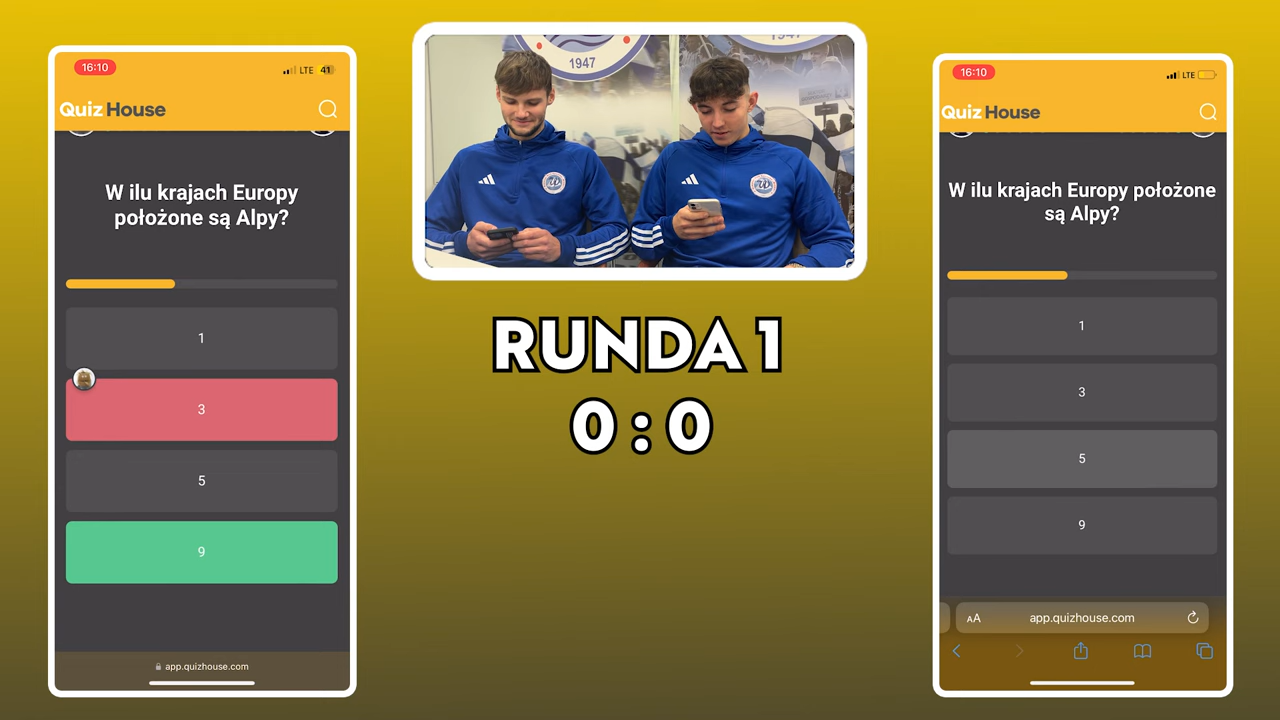 16:10
LTE 41
Quiz House
W ilu krajach Europy
położone są Alpy?
1
3
5
9
app.quizhouse.com
1947
1947
RUNDA 1
0 : 0
16:10
LTE
Quiz House
W ilu krajach Europy położone
są Alpy?
1
3
5
9
AA app.quizhouse.com